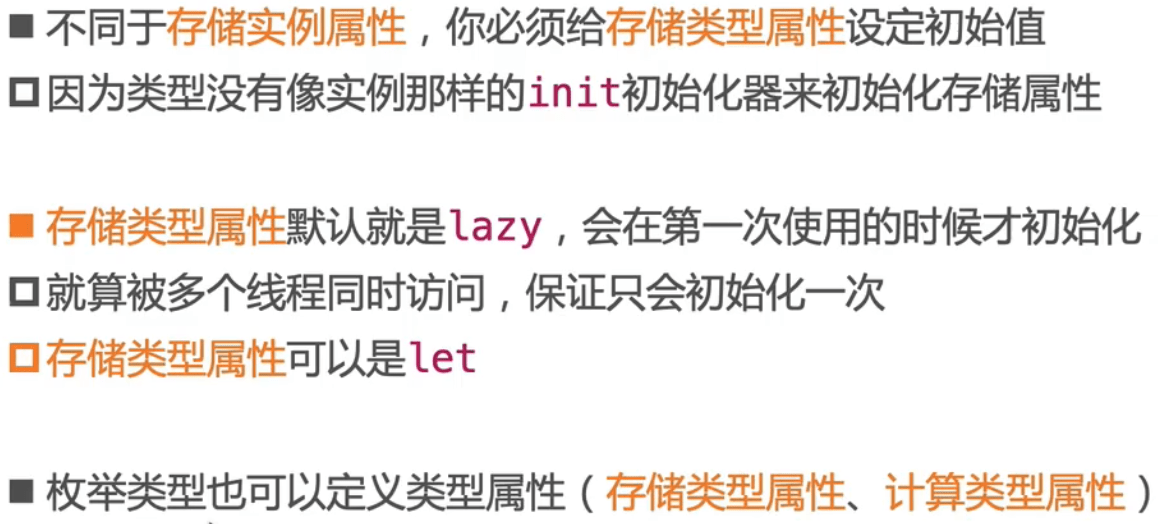 不同于存储实例属性，你必须给存储类型属性设定初始值
因为类型没有像实例那样的init初始化器来初始化存储属性
存储类型属性默认就是lazy，会在第一次使用的时候才初始化
就算被多个线程同时访问，保证只会初始化一次
存储类型属性可以是let
枚举类型也可以定义类型属性（存储类型属性、计算类型属性）